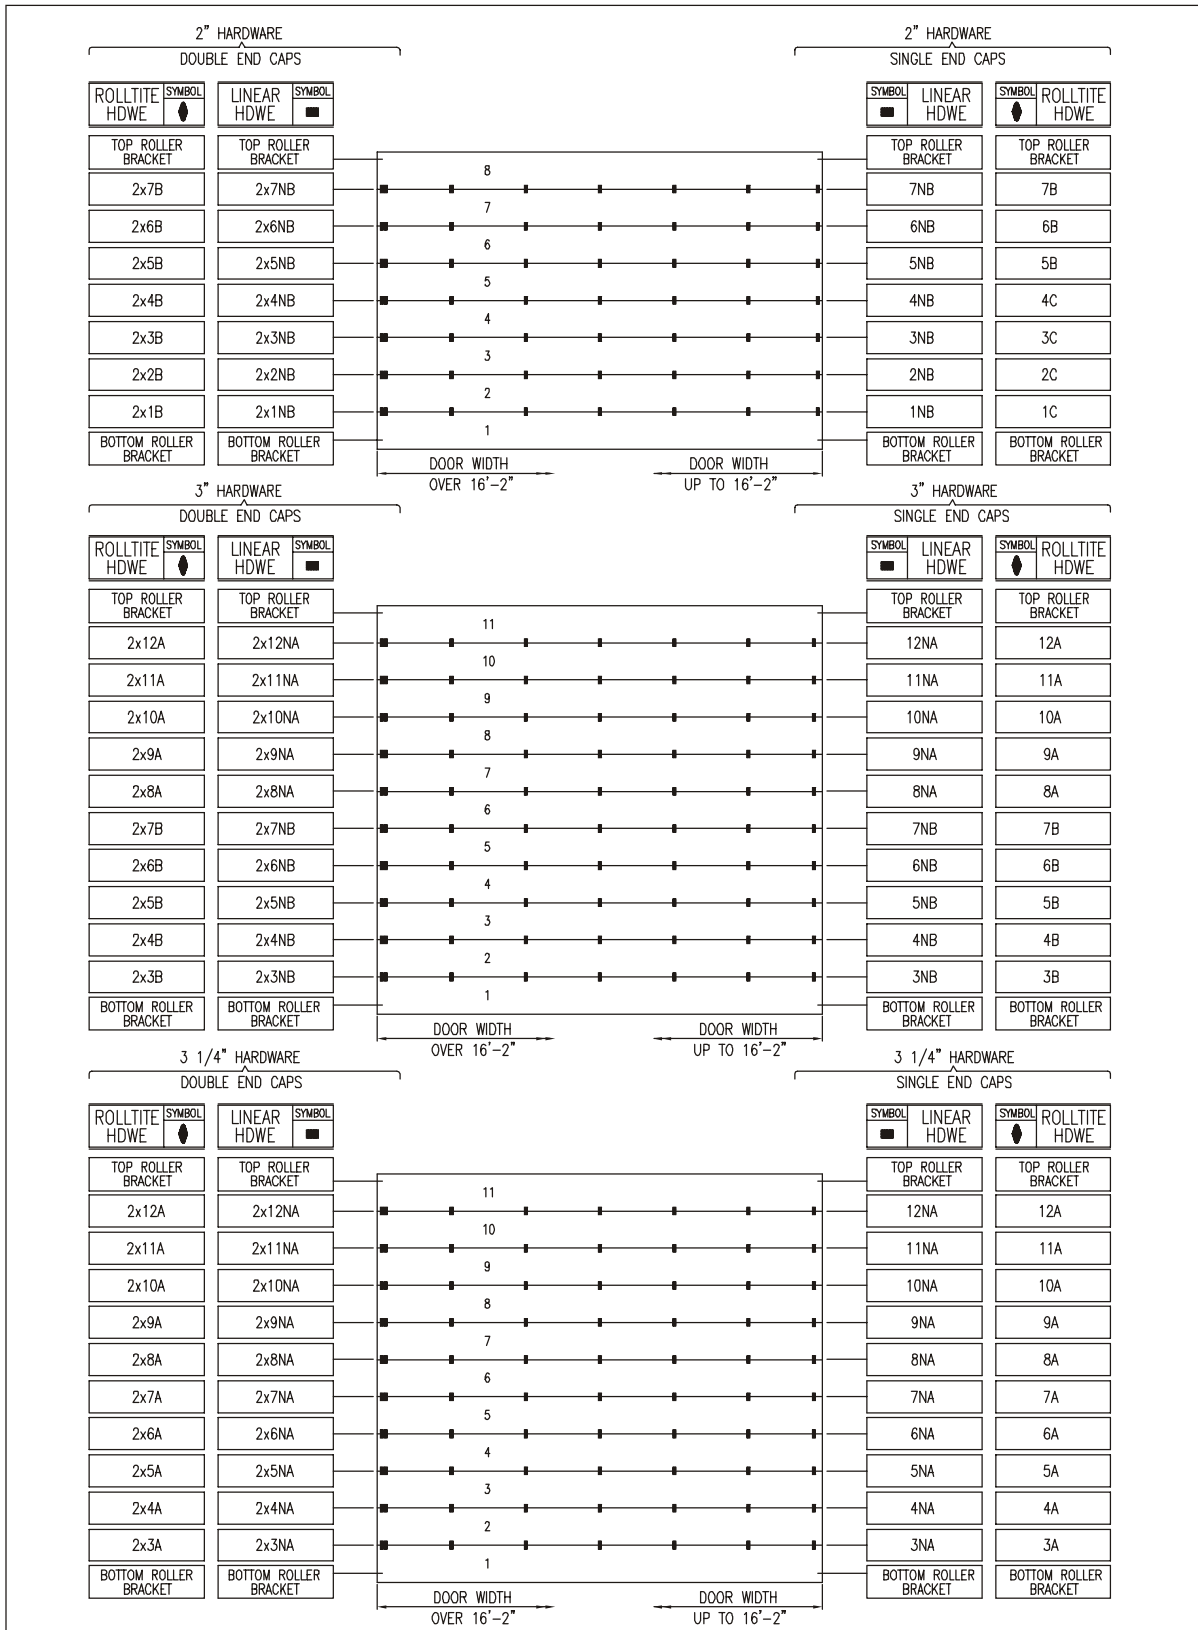 2” HARDWARE
DOUBLE END CAPS
2” HARDWARE
SINGLE END CAPS
ROLLTITE HDWE SYMBOL LINEAR HDWE SYMBOL SYMBOL LINEAR HDWE SYMBOL ROLLTITE HDWE
TOP ROLLER BRACKET TOP ROLLER BRACKET TOP ROLLER BRACKET TOP ROLLER BRACKET
8
2x7B 2x7NB 7NB 7B
7
2x6B 2x6NB 6NB 6B
6
2x5B 2x5NB 5NB 5B
5
2x4B 2x4NB 4NB 4C
4
2x3B 2x3NB 3NB 3C
3
2x2B 2x2NB 2NB 2C
2
2x1B 2x1NB 1NB 1C
1
BOTTOM ROLLER BRACKET BOTTOM ROLLER BRACKET BOTTOM ROLLER BRACKET BOTTOM ROLLER BRACKET
DOOR WIDTH OVER 16’-2” DOOR WIDTH UP TO 16’-2”
3” HARDWARE
DOUBLE END CAPS
3” HARDWARE
SINGLE END CAPS
ROLLTITE HDWE SYMBOL LINEAR HDWE SYMBOL SYMBOL LINEAR HDWE SYMBOL ROLLTITE HDWE
TOP ROLLER BRACKET TOP ROLLER BRACKET TOP ROLLER BRACKET TOP ROLLER BRACKET
11
2x12A 2x12NA 12NA 12A
10
2x11A 2x11NA 11NA 11A
9
2x10A 2x10NA 10NA 10A
8
2x9A 2x9NA 9NA 9A
7
2x8A 2x8NA 8NA 8A
6
2x7B 2x7NB 7NB 7B
5
2x6B 2x6NB 6NB 6B
4
2x5B 2x5NB 5NB 5B
3
2x4B 2x4NB 4NB 4B
2
2x3B 2x3NB 3NB 3B
1
BOTTOM ROLLER BRACKET BOTTOM ROLLER BRACKET BOTTOM ROLLER BRACKET BOTTOM ROLLER BRACKET
DOOR WIDTH OVER 16’-2” DOOR WIDTH UP TO 16’-2”
3 1/4” HARDWARE
DOUBLE END CAPS
3 1/4” HARDWARE
SINGLE END CAPS
ROLLTITE HDWE SYMBOL LINEAR HDWE SYMBOL SYMBOL LINEAR HDWE SYMBOL ROLLTITE HDWE
TOP ROLLER BRACKET TOP ROLLER BRACKET TOP ROLLER BRACKET TOP ROLLER BRACKET
11
2x12A 2x12NA 12NA 12A
10
2x11A 2x11NA 11NA 11A
9
2x10A 2x10NA 10NA 10A
8
2x9A 2x9NA 9NA 9A
7
2x8A 2x8NA 8NA 8A
6
2x7A 2x7NA 7NA 7A
5
2x6A 2x6NA 6NA 6A
4
2x5A 2x5NA 5NA 5A
3
2x4A 2x4NA 4NA 4A
2
2x3A 2x3NA 3NA 3A
1
BOTTOM ROLLER BRACKET BOTTOM ROLLER BRACKET BOTTOM ROLLER BRACKET BOTTOM ROLLER BRACKET
DOOR WIDTH OVER 16’-2” DOOR WIDTH UP TO 16’-2”